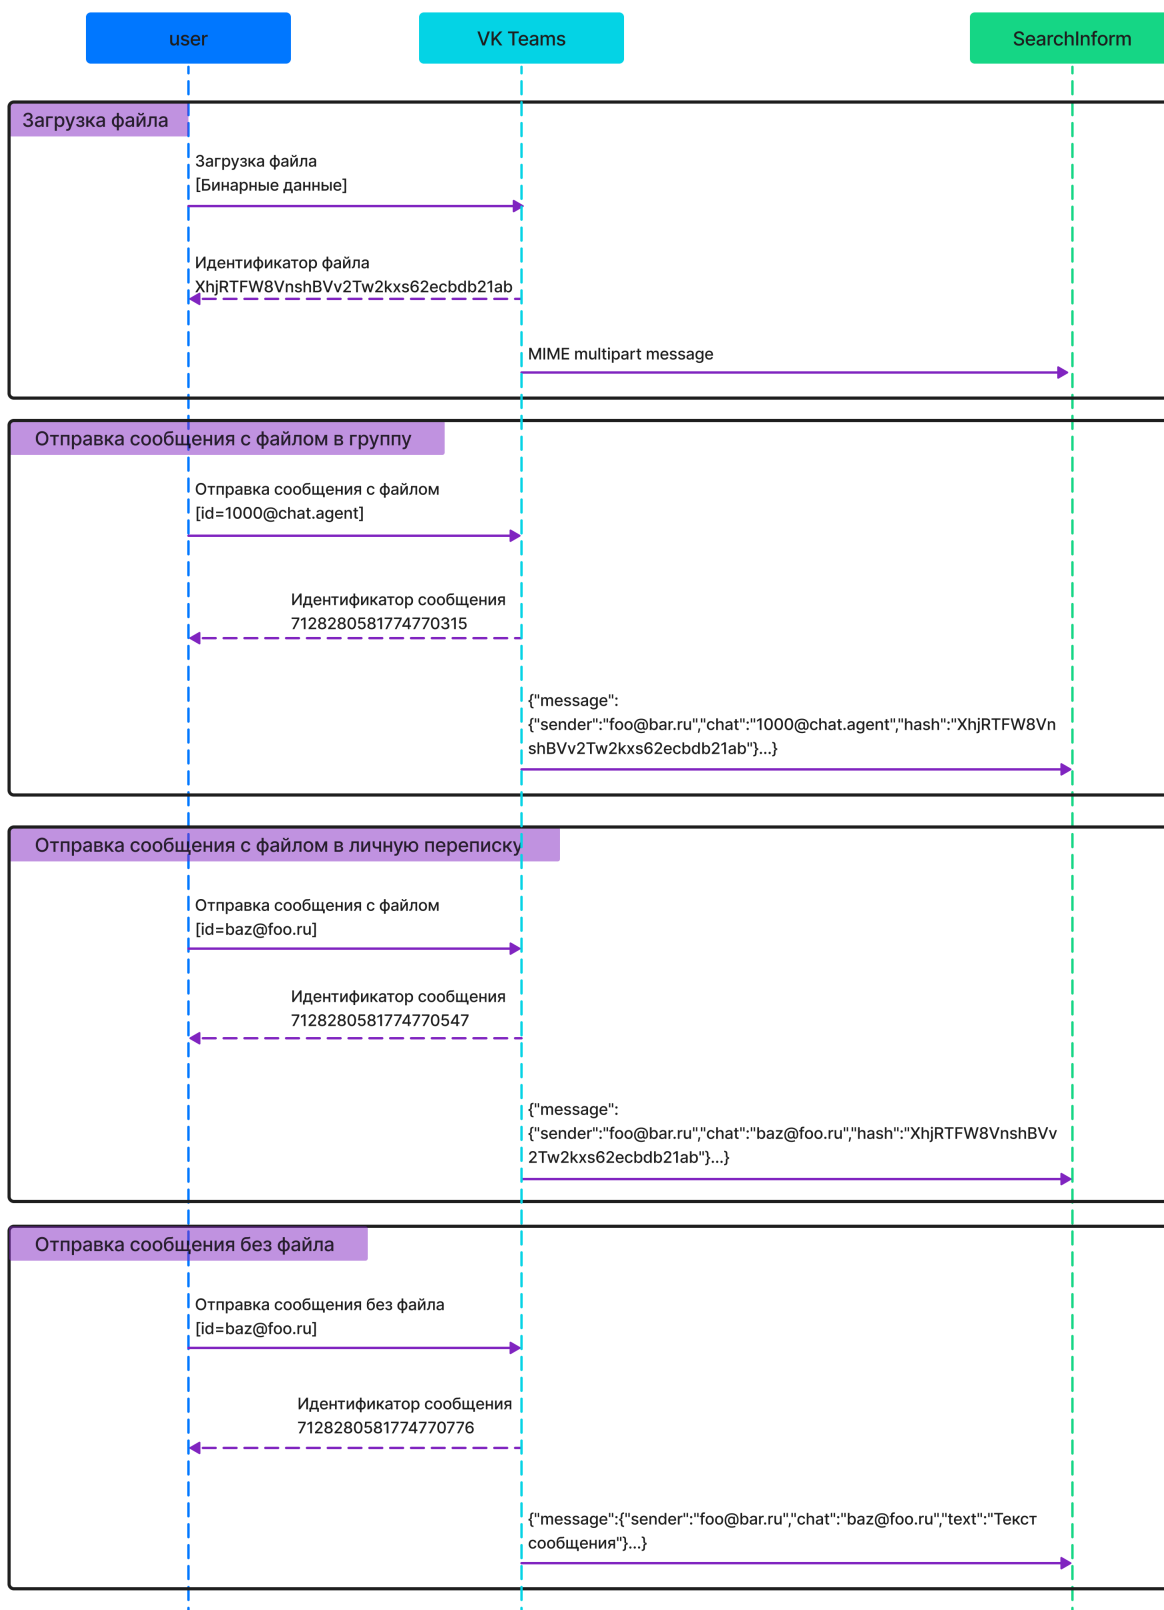 user
VK Teams
SearchInform
Загрузка файла
Загрузка файла
[Бинарные данные]
Идентификатор файла
XhjRTFW8VnshBVv2Tw2kxs62ecbdb21ab
MIME multipart message
Отправка сообщения с файлом в группу
Отправка сообщения с файлом
[id=1000@chat.agent]
Идентификатор сообщения
7128280581774770315
{"message":
{"sender":"foo@bar.ru","chat":"1000@chat.agent","hash":"XhjRTFW8Vn
shBVv2Tw2kxs62ecbdb21ab"}...}
Отправка сообщения с файлом в личную переписку
Отправка сообщения с файлом
[id=baz@foo.ru]
Идентификатор сообщения
7128280581774770547
{"message":
{"sender":"foo@bar.ru","chat":"baz@foo.ru","hash":"XhjRTFW8VnshBVv
2Tw2kxs62ecbdb21ab"}...}
Отправка сообщения без файла
Отправка сообщения без файла
[id=baz@foo.ru]
Идентификатор сообщения
7128280581774770776
{"message":{"sender":"foo@bar.ru","chat":"baz@foo.ru","text":"Текст
сообщения"}...}